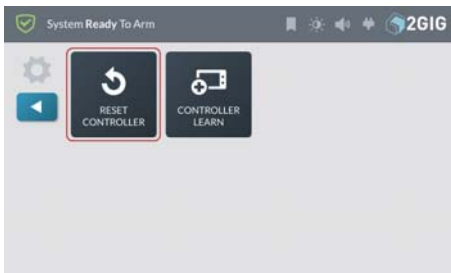 System Ready To Arm
2GIG
RESET
CONTROLLER
CONTROLLER
LEARN